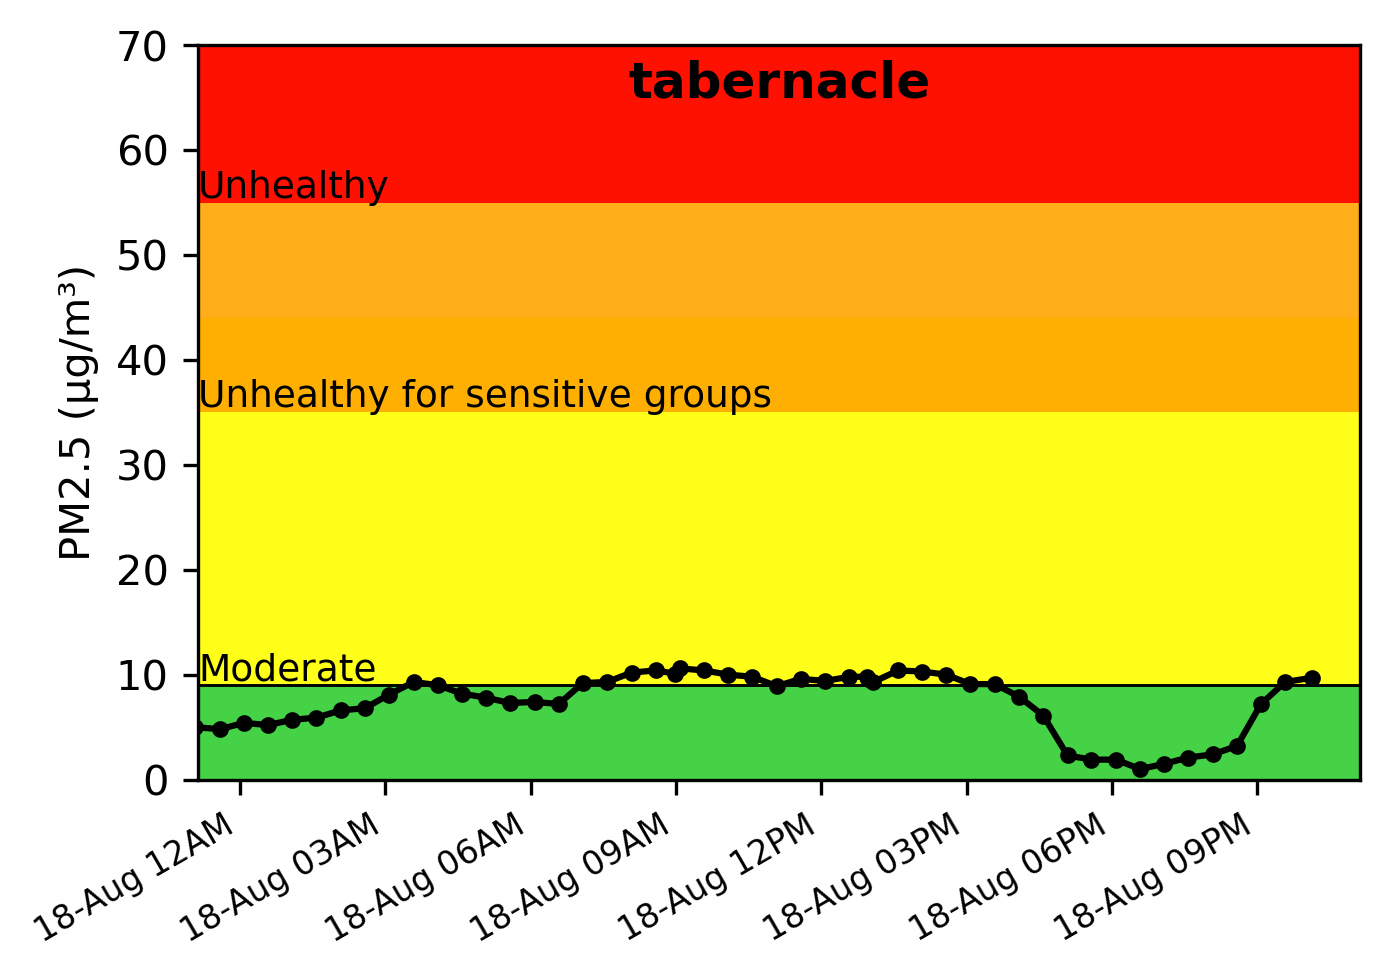 tabernacle
PM2.5 (µg/m³)
70
60
50
40
30
20
10
0
Unhealthy
Unhealthy for sensitive groups
Moderate
18-Aug 12AM
18-Aug 03AM
18-Aug 06AM
18-Aug 09AM
18-Aug 12PM
18-Aug 03PM
18-Aug 06PM
18-Aug 09PM